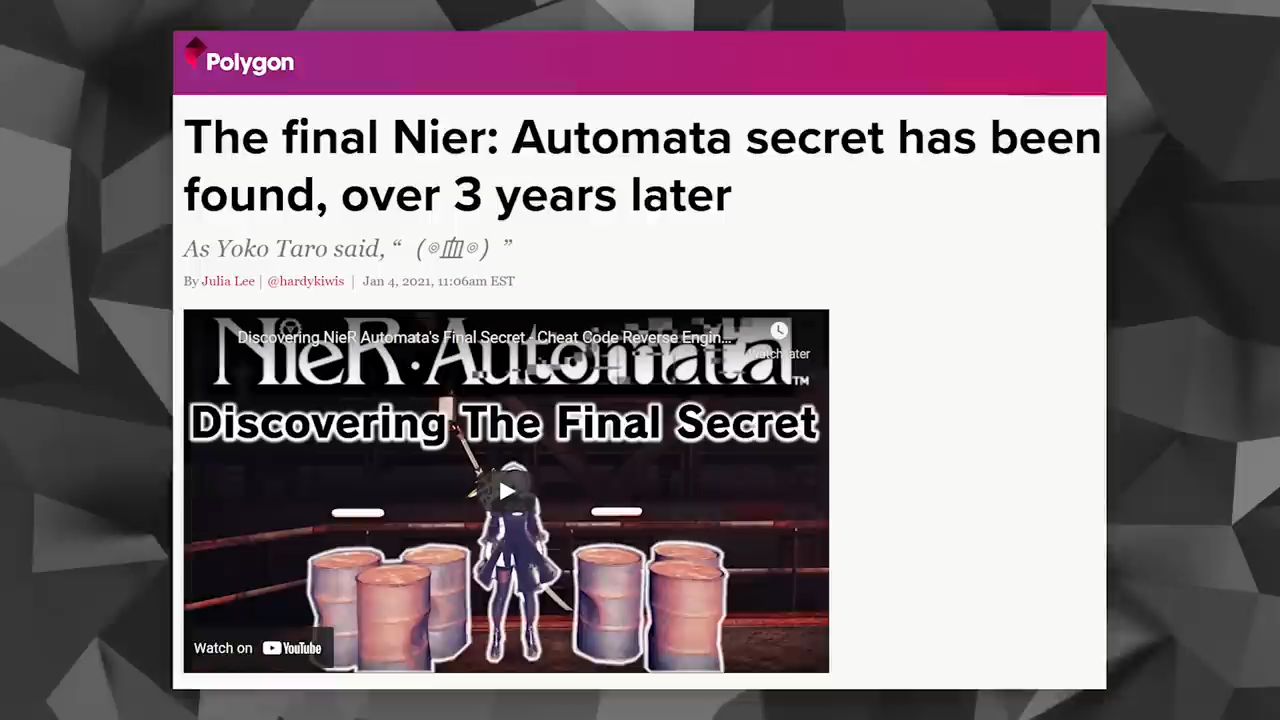 Polygon
The final Nier: Automata secret has been
found, over 3 years later
As Yoko Taro said, “ (⌾血⌾) ”
By Julia Lee | @hardykiwis | Jan 4, 2021, 11:06am EST
Discovering NieR Automata's Final Secret - Cheat Code Reverse Engin...
NieR:Automata™
Watch later
Discovering The Final Secret
Watch on YouTube